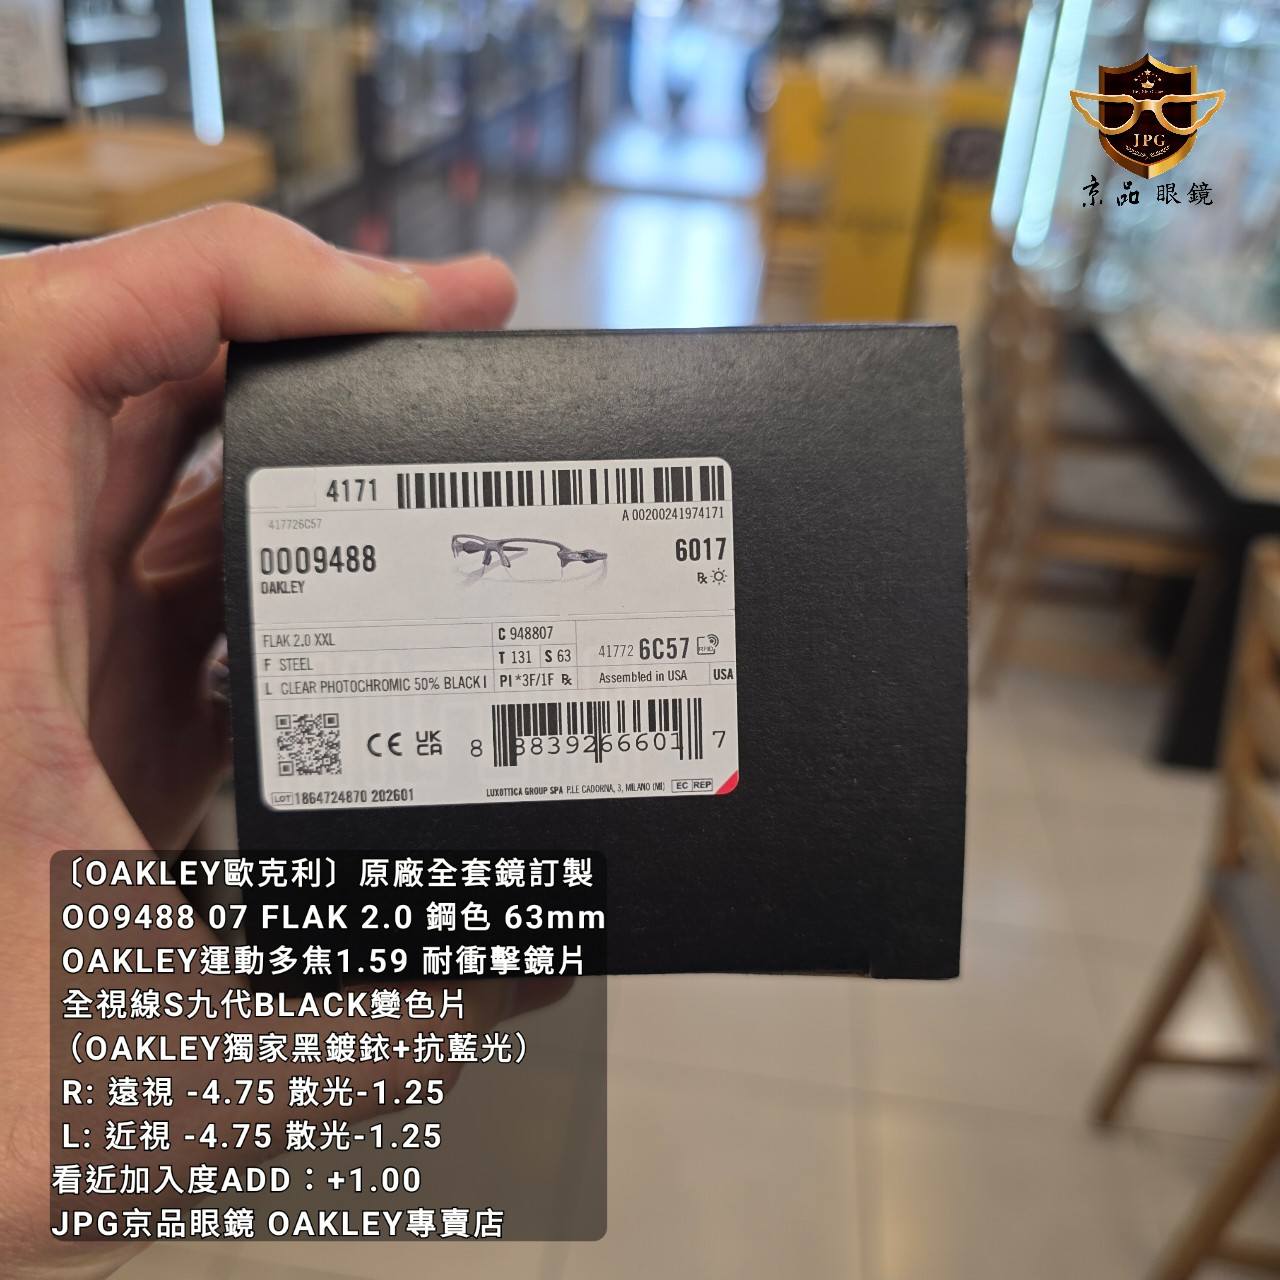 JPG
京品 眼鏡
4171
A 00200241974171
417726C57
0OO9488
6017
OAKLEY
Rx
FLAK 2.0 XXL
C 948807
F STEEL
T 131 S 63
41772 6C57
RFID
L CLEAR PHOTOCHROMIC 50% BLACK I
PI *3F/1F Rx
Assembled in USA
USA
CE UK CA
8 883926 6601 7
LOT 1864724870 202601
LUXOTTICA GROUP SPA P.LE CADORNA, 3, MILANO (MI) EC REP
〔OAKLEY歐克利〕原廠全套鏡訂製
OO9488 07 FLAK 2.0 鋼色 63mm
OAKLEY運動多焦1.59 耐衝擊鏡片
全視線S九代BLACK變色片
（OAKLEY獨家黑鍍銥+抗藍光）
R: 遠視 -4.75 散光-1.25
L: 近視 -4.75 散光-1.25
看近加入度ADD：+1.00
JPG京品眼鏡 OAKLEY專賣店